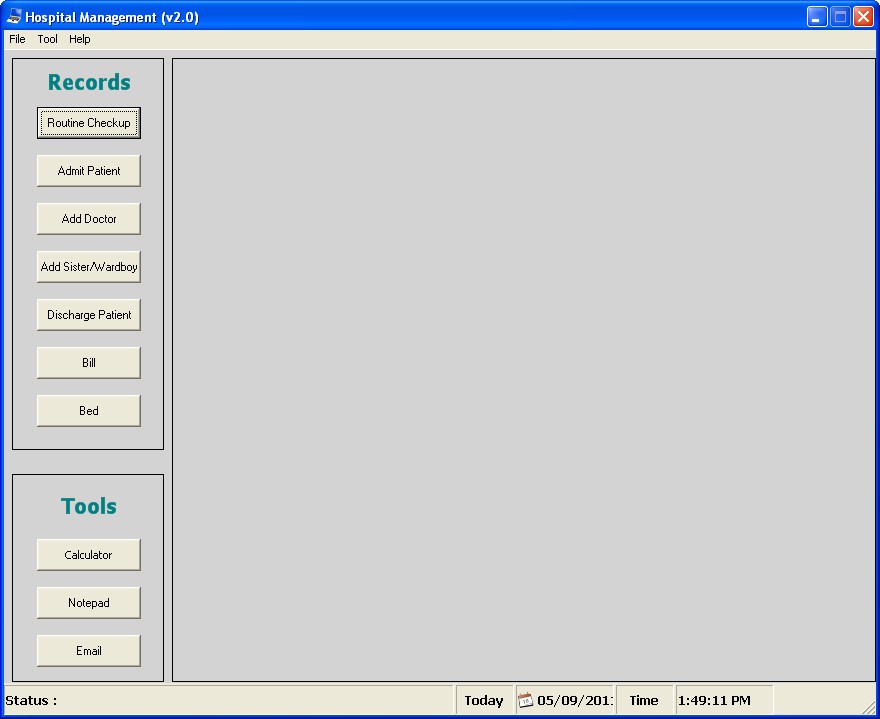 Hospital Management (v2.0)
File Tool Help
Records
Routine Checkup
Admit Patient
Add Doctor
Add Sister/Wardboy
Discharge Patient
Bill
Bed
Tools
Calculator
Notepad
Email
Status : Today 05/09/201 Time 1:49:11 PM